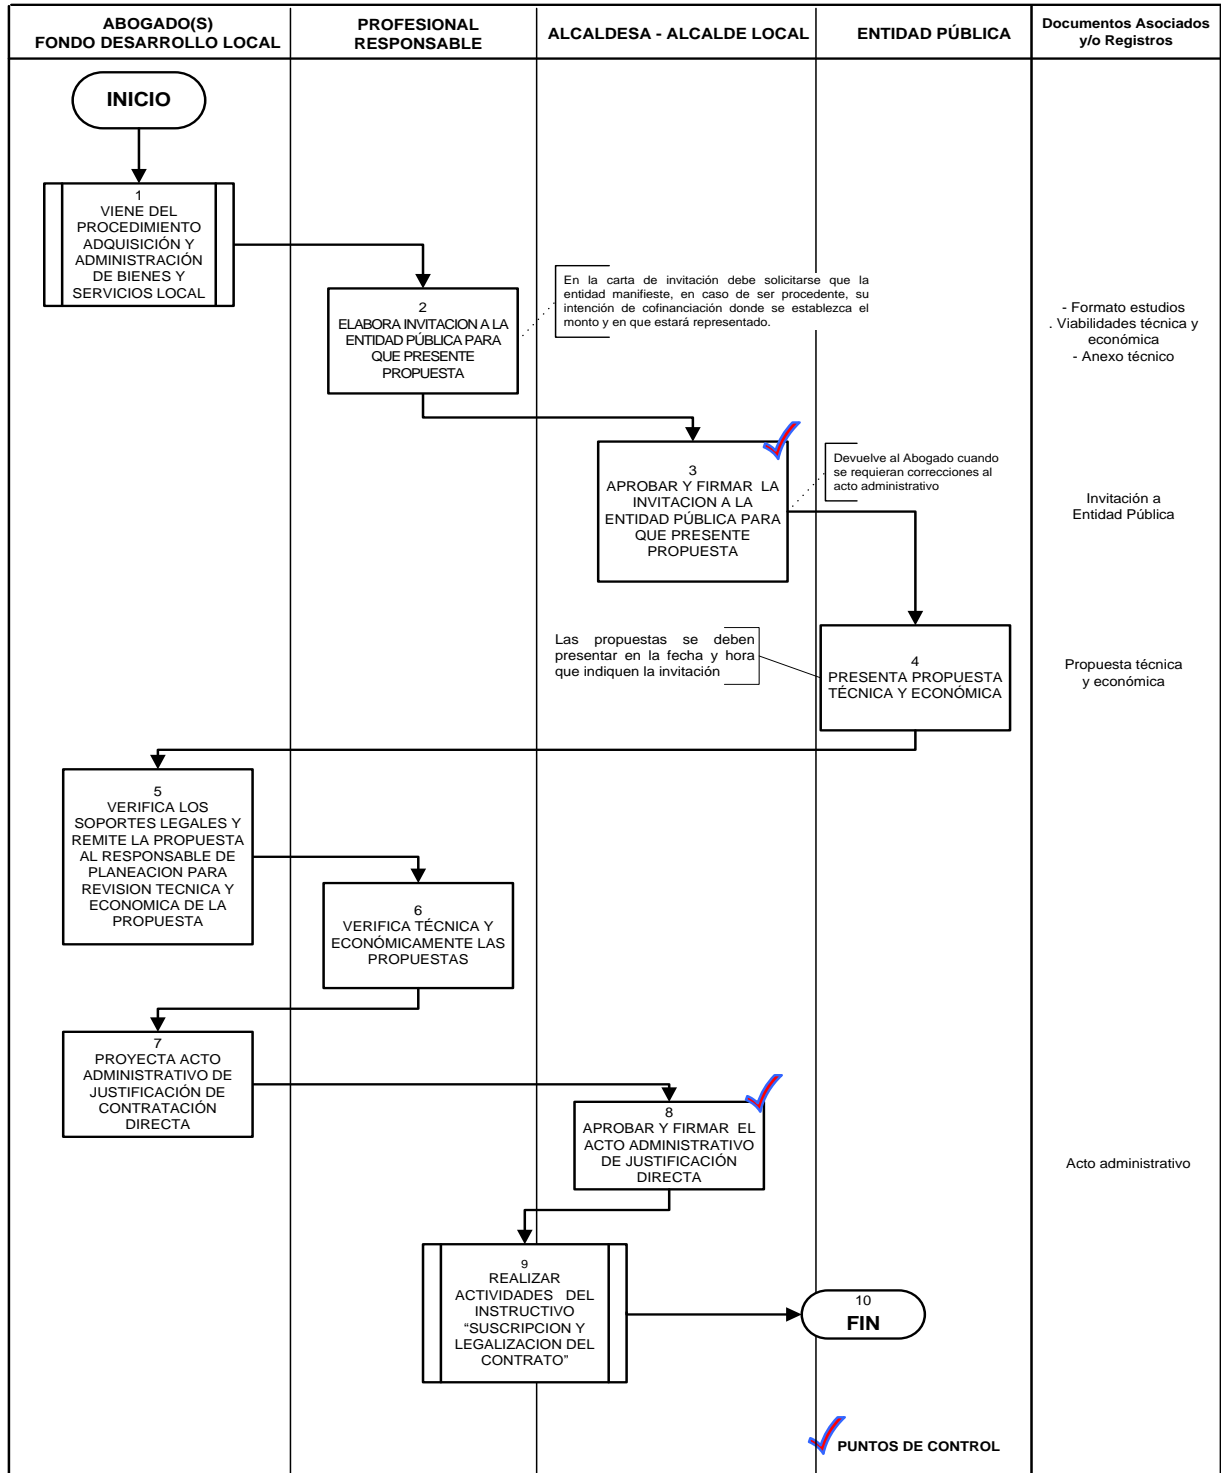 ABOGADO(S)
FONDO DESARROLLO LOCAL
PROFESIONAL
RESPONSABLE
ALCALDESA - ALCALDE LOCAL
ENTIDAD PÚBLICA
Documentos Asociados
y/o Registros
INICIO
1
VIENE DEL
PROCEDIMIENTO
ADQUISICIÓN Y
ADMINISTRACIÓN
DE BIENES Y
SERVICIOS LOCAL
2
ELABORA INVITACION A LA
ENTIDAD PÚBLICA PARA
QUE PRESENTE
PROPUESTA
En la carta de invitación debe solicitarse que la
entidad manifieste, en caso de ser procedente, su
intención de cofinanciación donde se establezca el
monto y en que estará representado.
- Formato estudios
. Viabilidades técnica y
económica
- Anexo técnico
3
APROBAR Y FIRMAR LA
INVITACION A LA
ENTIDAD PÚBLICA PARA
QUE PRESENTE
PROPUESTA
Devuelve al Abogado cuando
se requieran correcciones al
acto administrativo
Invitación a
Entidad Pública
Las propuestas se deben
presentar en la fecha y hora
que indiquen la invitación
4
PRESENTA PROPUESTA
TÉCNICA Y ECONÓMICA
Propuesta técnica
y económica
5
VERIFICA LOS
SOPORTES LEGALES Y
REMITE LA PROPUESTA
AL RESPONSABLE DE
PLANEACION PARA
REVISION TECNICA Y
ECONOMICA DE LA
PROPUESTA
6
VERIFICA TÉCNICA Y
ECONÓMICAMENTE LAS
PROPUESTAS
7
PROYECTA ACTO
ADMINISTRATIVO DE
JUSTIFICACIÓN DE
CONTRATACIÓN
DIRECTA
8
APROBAR Y FIRMAR EL
ACTO ADMINISTRATIVO
DE JUSTIFICACIÓN
DIRECTA
Acto administrativo
9
REALIZAR
ACTIVIDADES DEL
INSTRUCTIVO
“SUSCRIPCION Y
LEGALIZACION DEL
CONTRATO”
10
FIN
PUNTOS DE CONTROL